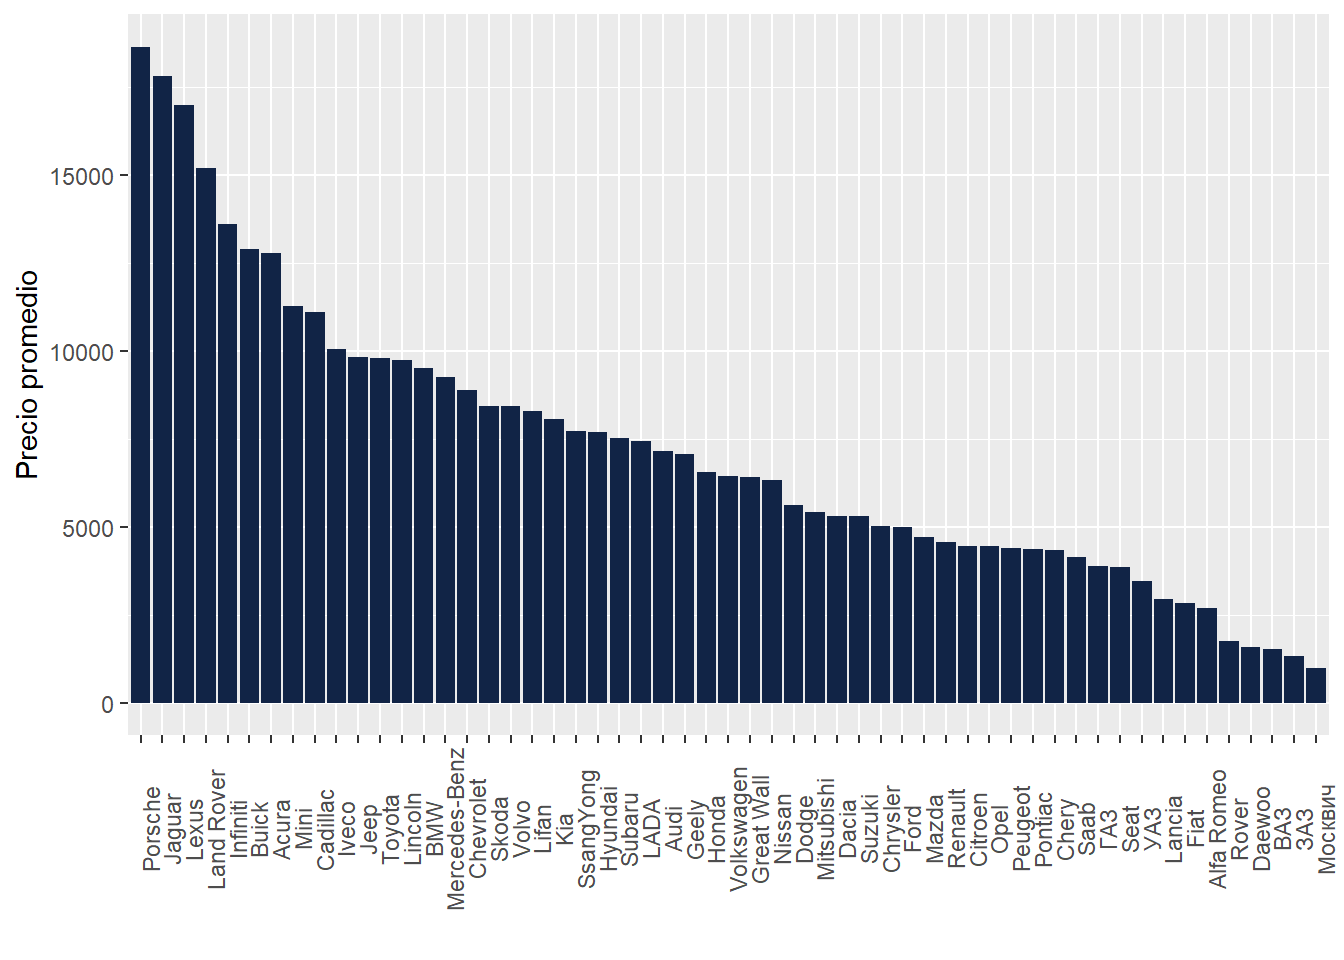 Precio promedio
15000
10000
5000
0
Porsche
Jaguar
Lexus
Land Rover
Infiniti
Buick
Acura
Mini
Cadillac
Iveco
Jeep
Toyota
Lincoln
BMW
Mercedes-Benz
Chevrolet
Skoda
Volvo
Lifan
Kia
SsangYong
Hyundai
Subaru
LADA
Audi
Geely
Honda
Volkswagen
Great Wall
Nissan
Dodge
Mitsubishi
Dacia
Suzuki
Chrysler
Ford
Mazda
Renault
Citroen
Opel
Peugeot
Pontiac
Chery
Saab
ГАЗ
Seat
УАЗ
Lancia
Fiat
Alfa Romeo
Rover
Daewoo
ВАЗ
ЗАЗ
Москвич